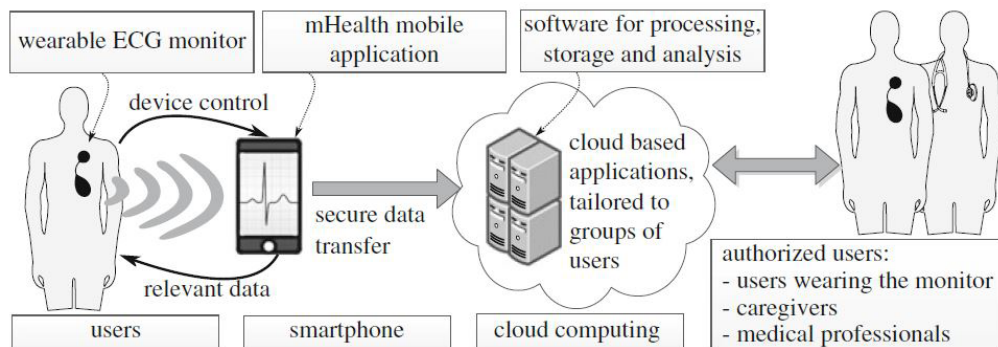 wearable ECG monitor
mHealth mobile
application
software for processing,
storage and analysis
device control
secure data
transfer
relevant data
cloud based
applications,
tailored to
groups of
users
users
smartphone
cloud computing
authorized users:
- users wearing the monitor
- caregivers
- medical professionals